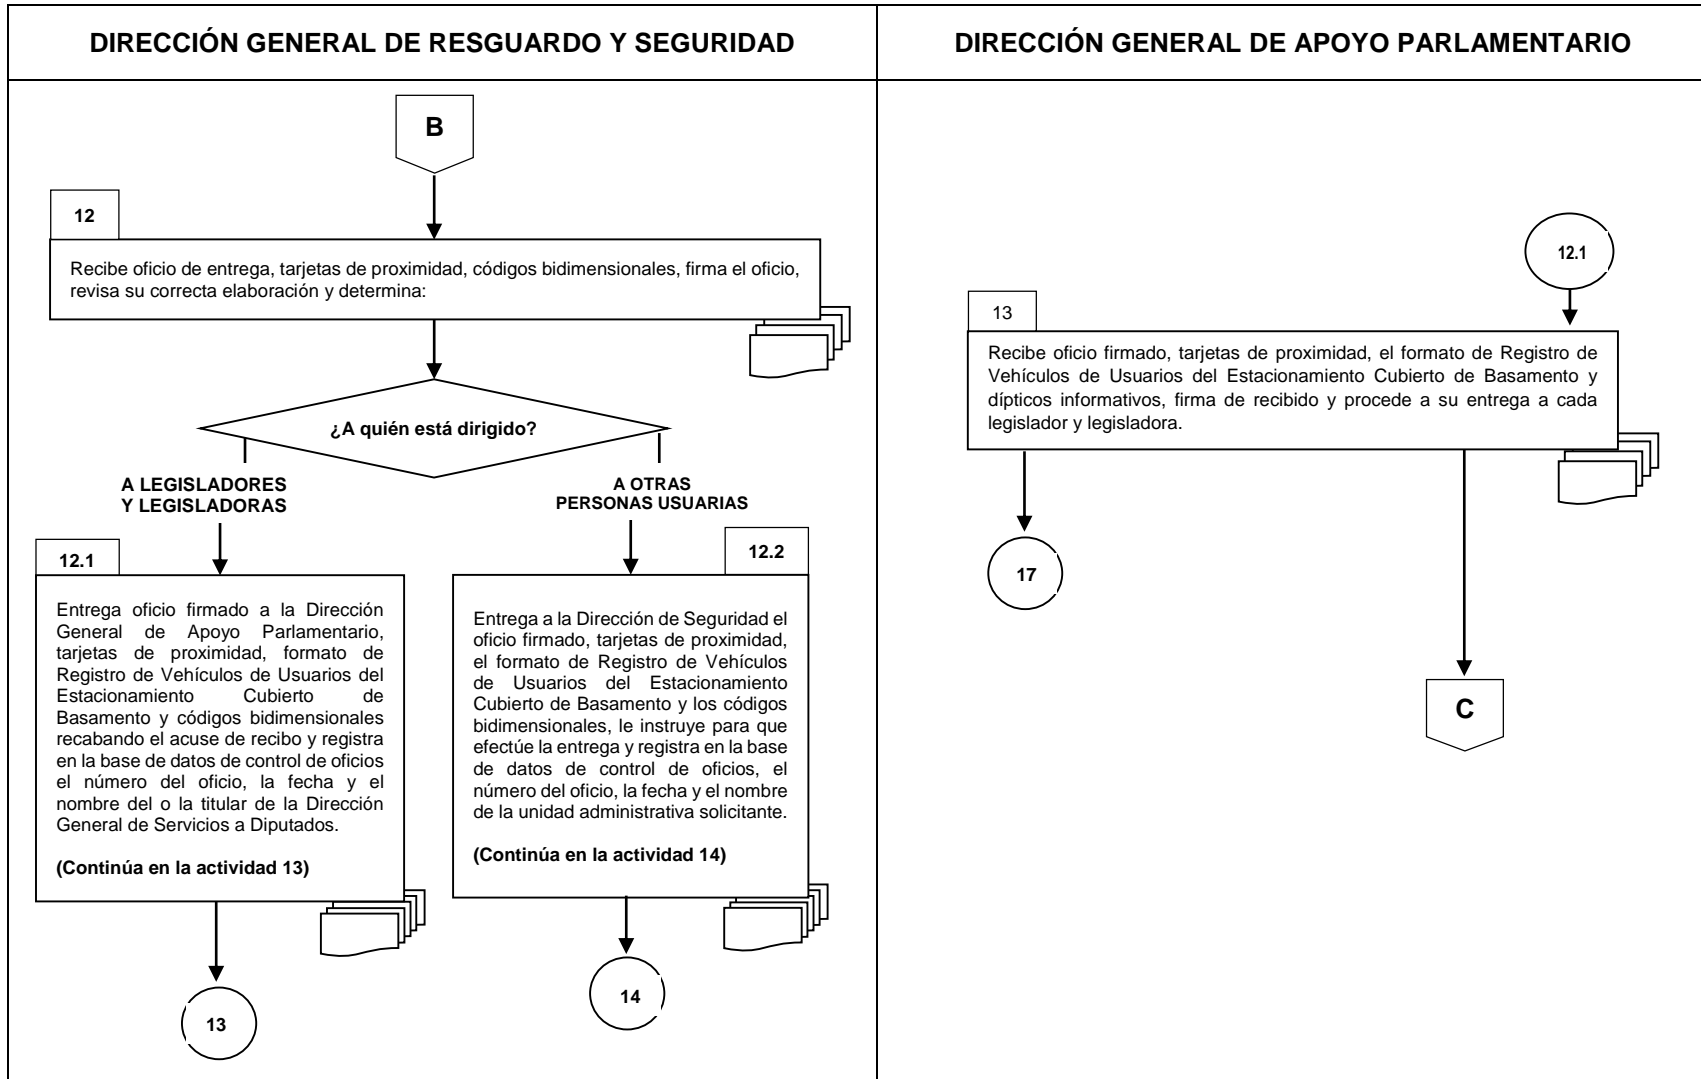 DIRECCIÓN GENERAL DE RESGUARDO Y SEGURIDAD
B
12
Recibe oficio de entrega, tarjetas de proximidad, códigos bidimensionales, firma el oficio,
revisa su correcta elaboración y determina:
¿A quién está dirigido?
A LEGISLADORES
Y LEGISLADORAS
12.1
Entrega oficio firmado a la Dirección
General de Apoyo Parlamentario,
tarjetas de proximidad, formato de
Registro de Vehículos de Usuarios del
Estacionamiento Cubierto de
Basamento y códigos bidimensionales
recabando el acuse de recibo y registra
en la base de datos de control de oficios
el número del oficio, la fecha y el
nombre del o la titular de la Dirección
General de Servicios a Diputados.
(Continúa en la actividad 13)
13
A OTRAS
PERSONAS USUARIAS
12.2
Entrega a la Dirección de Seguridad el
oficio firmado, tarjetas de proximidad,
el formato de Registro de Vehículos
de Usuarios del Estacionamiento
Cubierto de Basamento y los códigos
bidimensionales, le instruye para que
efectúe la entrega y registra en la base
de datos de control de oficios, el
número del oficio, la fecha y el nombre
de la unidad administrativa solicitante.
(Continúa en la actividad 14)
14
DIRECCIÓN GENERAL DE APOYO PARLAMENTARIO
12.1
13
Recibe oficio firmado, tarjetas de proximidad, el formato de Registro de
Vehículos de Usuarios del Estacionamiento Cubierto de Basamento y
dípticos informativos, firma de recibido y procede a su entrega a cada
legislador y legisladora.
17
C